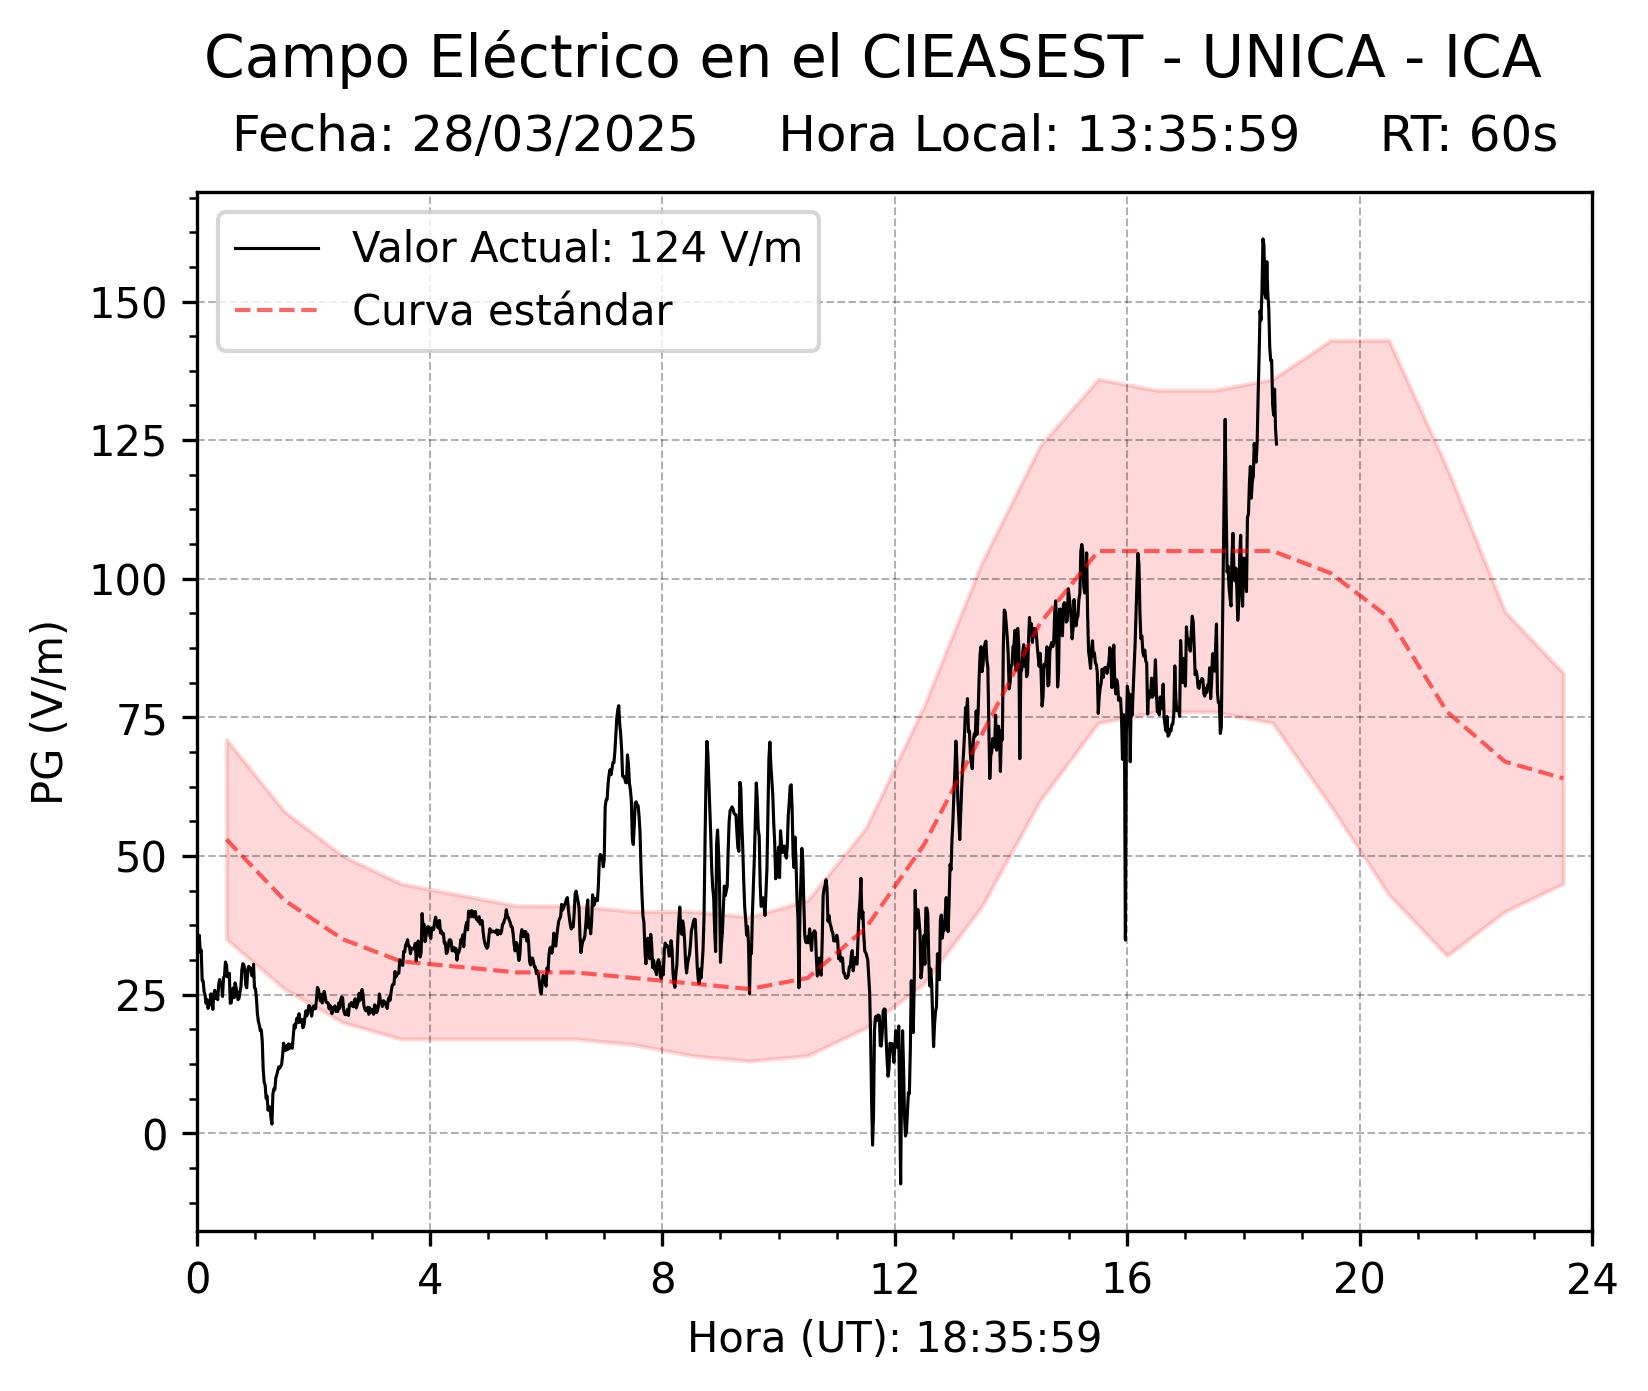 Campo Eléctrico en el CIEASEST - UNICA - ICA
Fecha: 28/03/2025 Hora Local: 13:35:59 RT: 60s
Valor Actual: 124 V/m
Curva estándar
PG (V/m)
150
125
100
75
50
25
0
0 4 8 12 16 20 24
Hora (UT): 18:35:59